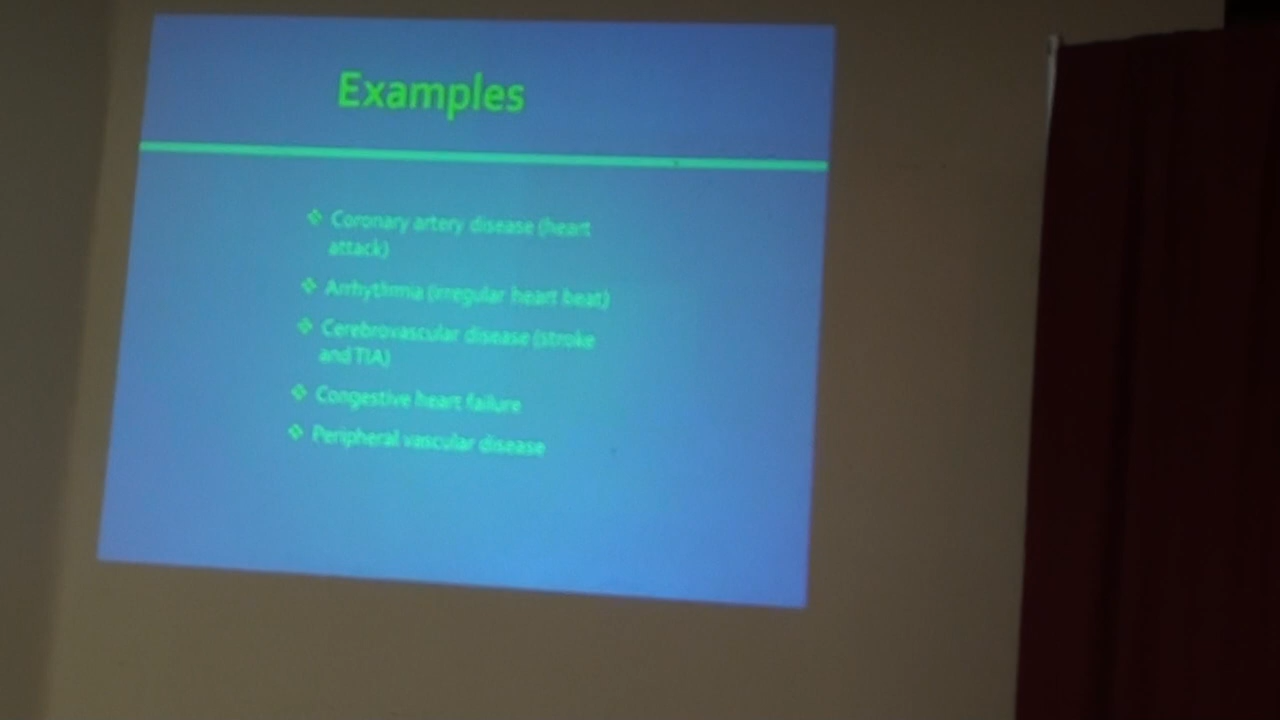 Examples
❖ Coronary artery disease (heart
attack)
❖ Arrhythmia (irregular heart beat)
❖ Cerebrovascular disease (stroke
and TIA)
❖ Congestive heart failure
❖ Peripheral vascular disease